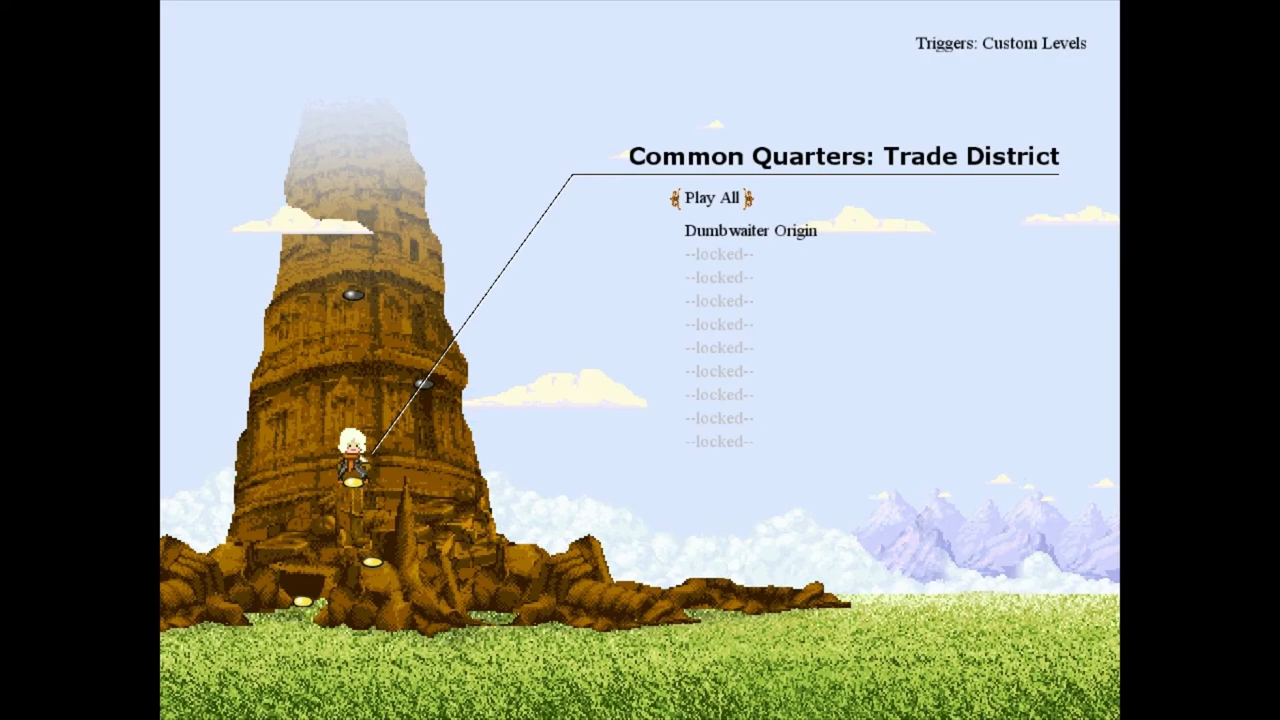 Triggers: Custom Levels
Common Quarters: Trade District
Play All
Dumbwaiter Origin
--locked--
--locked--
--locked--
--locked--
--locked--
--locked--
--locked--
--locked--
--locked--